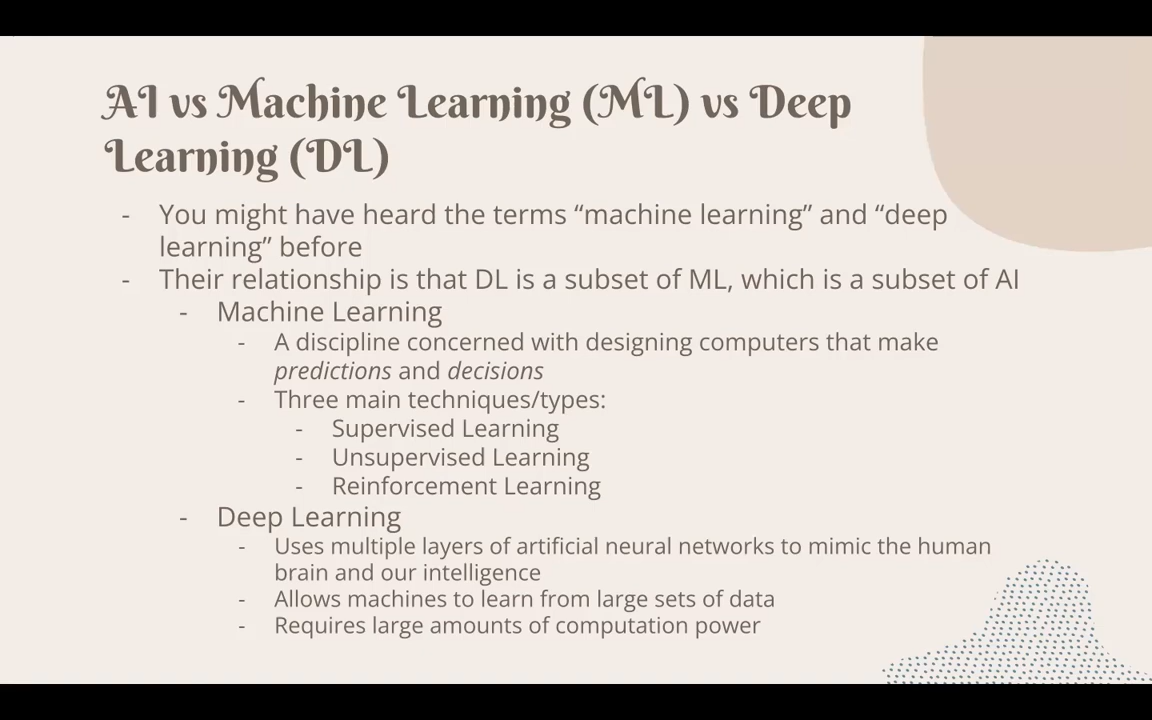 AI vs Machine Learning (ML) vs Deep
Learning (DL)
- You might have heard the terms “machine learning” and “deep
learning” before
- Their relationship is that DL is a subset of ML, which is a subset of AI
- Machine Learning
- A discipline concerned with designing computers that make
predictions and decisions
- Three main techniques/types:
- Supervised Learning
- Unsupervised Learning
- Reinforcement Learning
- Deep Learning
- Uses multiple layers of artificial neural networks to mimic the human
brain and our intelligence
- Allows machines to learn from large sets of data
- Requires large amounts of computation power